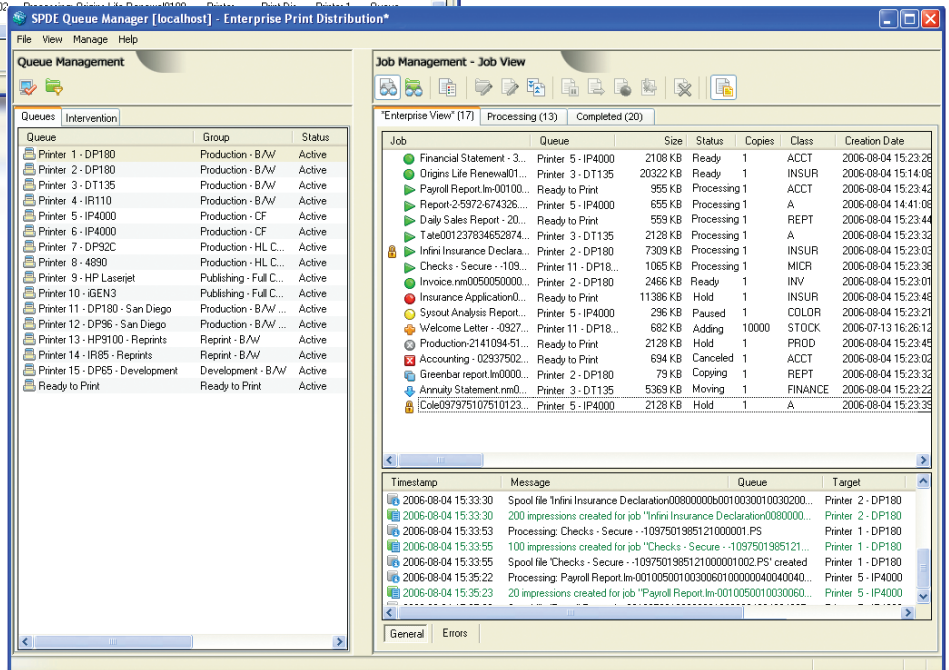 SPDE Queue Manager [localhost] - Enterprise Print Distribution*
File View Manage Help
Queue Management
Queues Intervention
Queue Group Status
Printer 1 - DP180 Production - B/W Active
Printer 2 - DP180 Production - B/W Active
Printer 3 - DT135 Production - B/W Active
Printer 4 - IR110 Production - B/W Active
Printer 5 - IP4000 Production - CF Active
Printer 6 - IP4000 Production - CF Active
Printer 7 - DP92C Production - HL C... Active
Printer 8 - 4890 Production - HL C... Active
Printer 9 - HP Laserjet Publishing - Full C... Active
Printer 10 - iGEN3 Publishing - Full C... Active
Printer 11 - DP180 - San Diego Production - B/W ... Active
Printer 12 - DP96 - San Diego Production - B/W ... Active
Printer 13 - HP9100 - Reprints Reprint - B/W Active
Printer 14 - IR85 - Reprints Reprint - B/W Active
Printer 15 - DP65 - Development Development - B/W Active
Ready to Print Ready to Print Active
Job Management - Job View
"Enterprise View" (17) Processing (13) Completed (20)
Job Queue Size Status Copies Class Creation Date
Financial Statement - 3... Printer 5 - IP4000 2108 KB Ready 1 ACCT 2006-08-04 15:23:26
Origins Life Renewal01... Printer 3 - DT135 20322 KB Ready 1 INSUR 2006-08-04 15:14:08
Payroll Report.lm-00100... Ready to Print 955 KB Processing 1 ACCT 2006-08-04 15:23:42
Report-2-5972-674326.... Printer 5 - IP4000 655 KB Processing 1 A 2006-08-04 14:41:08
Daily Sales Report - 20... Ready to Print 559 KB Processing 1 REPT 2006-08-04 15:23:44
Tate001237834652874... Printer 3 - DT135 2128 KB Processing 1 A 2006-08-04 15:23:32
Infini Insurance Declara... Printer 2 - DP180 7309 KB Processing 1 INSUR 2006-08-04 15:23:03
Checks - Secure - -109... Printer 11 - DP18... 1065 KB Processing 1 MICR 2006-08-04 15:23:36
Invoice.nm0050050000... Printer 2 - DP180 2466 KB Ready 1 INV 2006-08-04 15:23:01
Insurance Application0... Ready to Print 11386 KB Hold 1 INSUR 2006-08-04 15:23:48
Sysout Analysis Report... Printer 5 - IP4000 296 KB Paused 1 COLOR 2006-08-04 15:23:21
Welcome Letter - -0927... Printer 11 - DP18... 682 KB Adding 10000 STOCK 2006-07-13 16:26:12
Production-2141094-51... Ready to Print 2128 KB Hold 1 PROD 2006-08-04 15:23:45
Accounting - 02937502... Ready to Print 694 KB Canceled 1 ACCT 2006-08-04 15:23:02
Greenbar report.lm0000... Printer 2 - DP180 79 KB Copying 1 REPT 2006-08-04 15:23:32
Annuity Statement.nm0... Printer 3 - DT135 5369 KB Moving 1 FINANCE 2006-08-04 15:23:22
Cole097975107510123... Printer 5 - IP4000 2128 KB Hold 1 A 2006-08-04 15:23:39
Timestamp Message Queue Target
2006-08-04 15:33:30 Spool file 'Infini Insurance Declaration00800000b0010030010030200... Printer 2 - DP180
2006-08-04 15:33:30 200 impressions created for job "Infini Insurance Declaration0080000... Printer 2 - DP180
2006-08-04 15:33:53 Processing: Checks - Secure - -1097501985121000001.PS Printer 1 - DP180
2006-08-04 15:33:55 100 impressions created for job "Checks - Secure - -1097501985121... Printer 1 - DP180
2006-08-04 15:33:55 Spool file 'Checks - Secure - -1097501985121000001002.PS' created Printer 1 - DP180
2006-08-04 15:35:22 Processing: Payroll Report.lm-001005001003006010000004004040... Printer 5 - IP4000
2006-08-04 15:35:23 20 impressions created for job "Payroll Report.lm-0010050010030060... Printer 5 - IP4000
General Errors